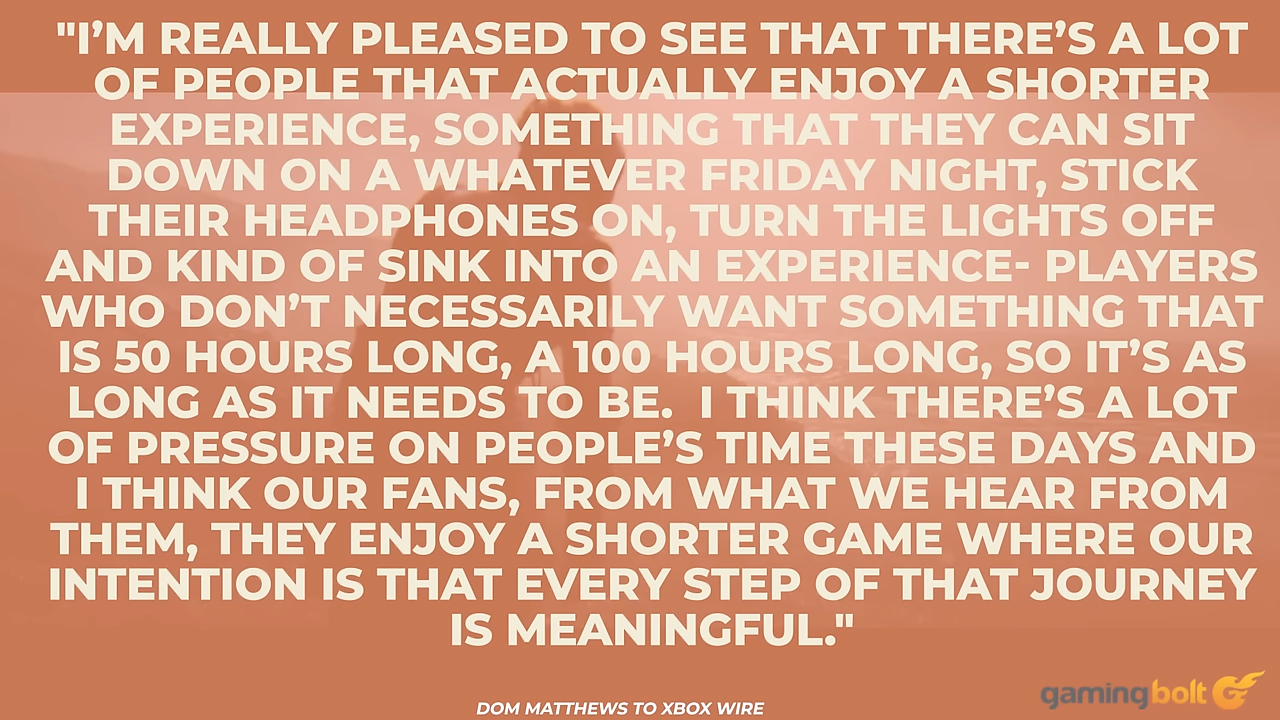 "I’M REALLY PLEASED TO SEE THAT THERE’S A LOT
OF PEOPLE THAT ACTUALLY ENJOY A SHORTER
EXPERIENCE, SOMETHING THAT THEY CAN SIT
DOWN ON A WHATEVER FRIDAY NIGHT, STICK
THEIR HEADPHONES ON, TURN THE LIGHTS OFF
AND KIND OF SINK INTO AN EXPERIENCE- PLAYERS
WHO DON’T NECESSARILY WANT SOMETHING THAT
IS 50 HOURS LONG, A 100 HOURS LONG, SO IT’S AS
LONG AS IT NEEDS TO BE.  I THINK THERE’S A LOT
OF PRESSURE ON PEOPLE’S TIME THESE DAYS AND
I THINK OUR FANS, FROM WHAT WE HEAR FROM
THEM, THEY ENJOY A SHORTER GAME WHERE OUR
INTENTION IS THAT EVERY STEP OF THAT JOURNEY
IS MEANINGFUL."
DOM MATTHEWS TO XBOX WIRE
gamingbolt